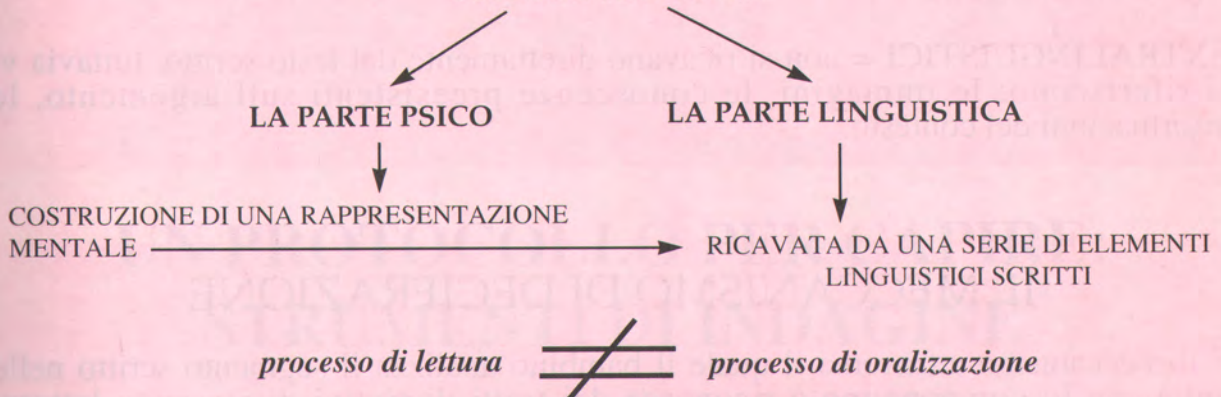 LA PARTE PSICO
LA PARTE LINGUISTICA
COSTRUZIONE DI UNA RAPPRESENTAZIONE
MENTALE
RICAVATA DA UNA SERIE DI ELEMENTI
LINGUISTICI SCRITTI
processo di lettura ≠ processo di oralizzazione